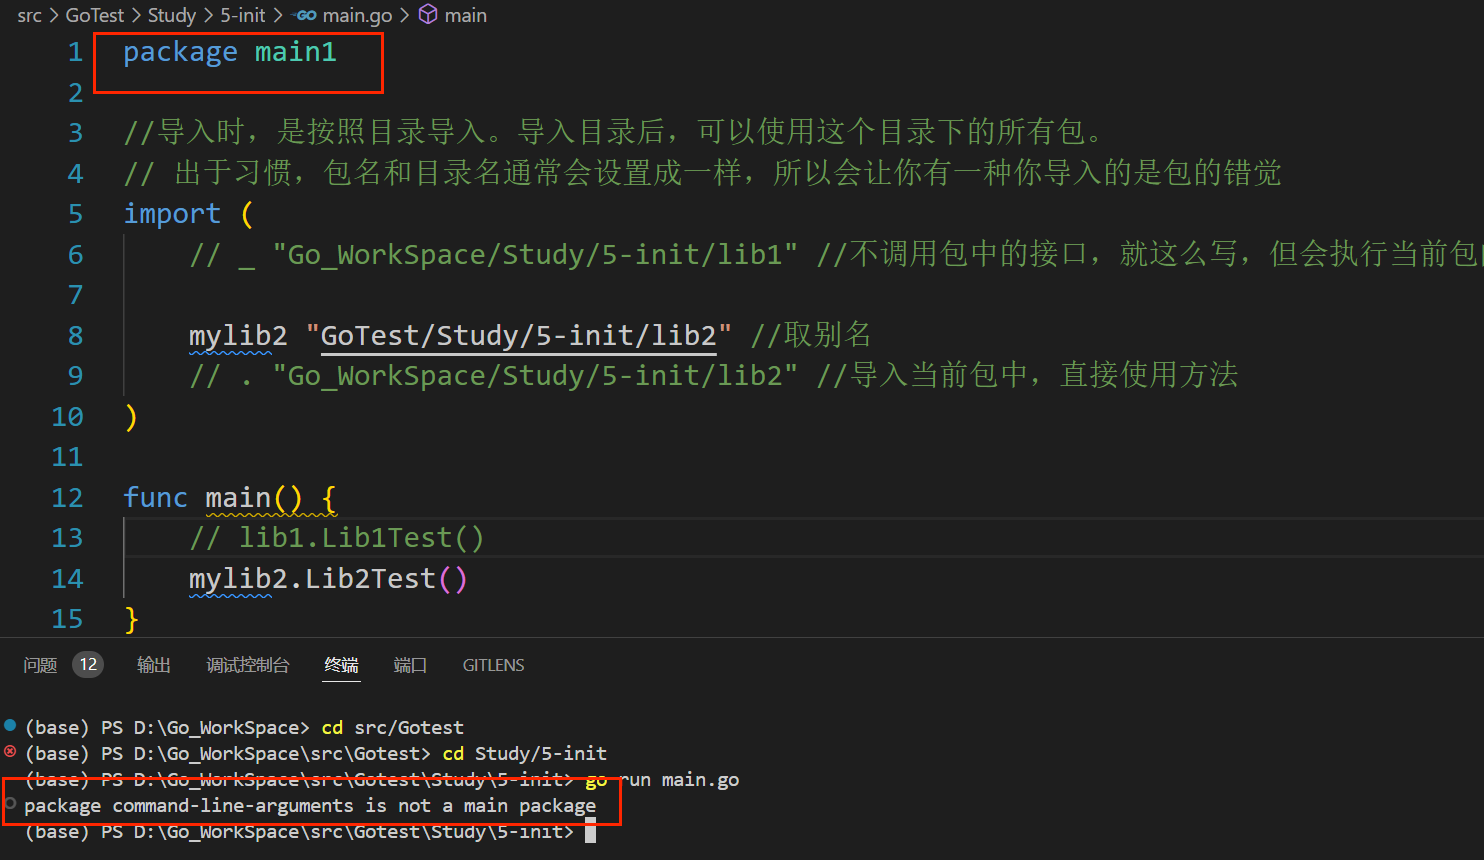 src > GoTest > Study > 5-init > GO main.go > main
1 package main1
2
3 //导入时，是按照目录导入。导入目录后，可以使用这个目录下的所有包。
4 // 出于习惯，包名和目录名通常会设置成一样，所以会让你有一种你导入的是包的错觉
5 import (
6 // _ "Go_WorkSpace/Study/5-init/lib1" //不调用包中的接口，就这么写，但会执行当前包
7
8 mylib2 "GoTest/Study/5-init/lib2" //取别名
9 // . "Go_WorkSpace/Study/5-init/lib2" //导入当前包中，直接使用方法
10 )
11
12 func main() {
13 // lib1.Lib1Test()
14 mylib2.Lib2Test()
15 }
问题 12 输出 调试控制台 终端 端口 GITLENS
(base) PS D:\Go_WorkSpace> cd src/Gotest
(base) PS D:\Go_WorkSpace\src\Gotest> cd Study/5-init
(base) PS D:\Go_WorkSpace\src\Gotest\Study\5-init> go run main.go
package command-line-arguments is not a main package
(base) PS D:\Go_WorkSpace\src\Gotest\Study\5-init>